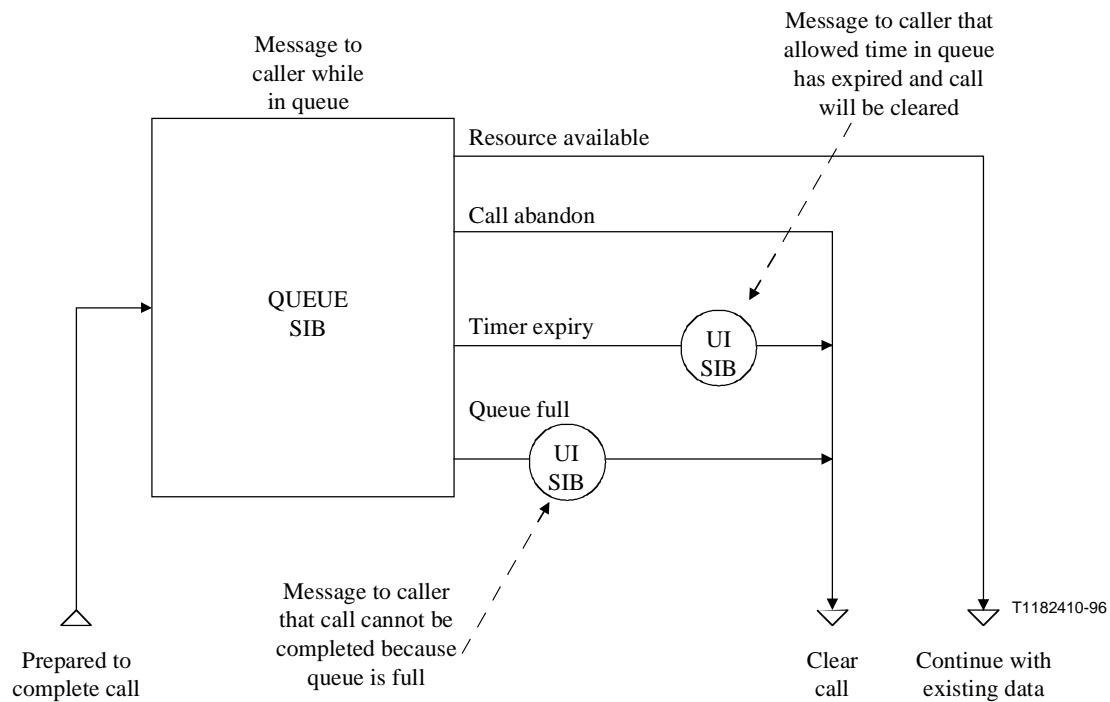 Message to
caller while
in queue
Message to caller that
allowed time in queue
has expired and call
will be cleared
Resource available
Call abandon
QUEUE
SIB
Timer expiry
UI
SIB
Queue full
UI
SIB
Message to caller
that call cannot be
completed because
queue is full
T1182410-96
Prepared to
complete call
Clear
call
Continue with
existing data